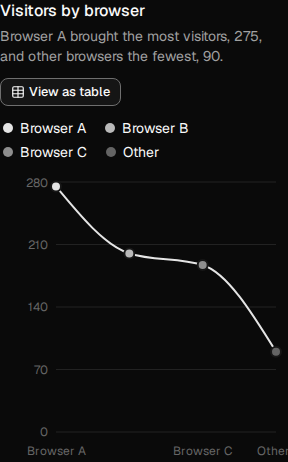 Visitors by browser
Browser A brought the most visitors, 275,
and other browsers the fewest, 90.
View as table
Browser A
Browser B
Browser C
Other
280
210
140
70
0
Browser A
Browser C
Other